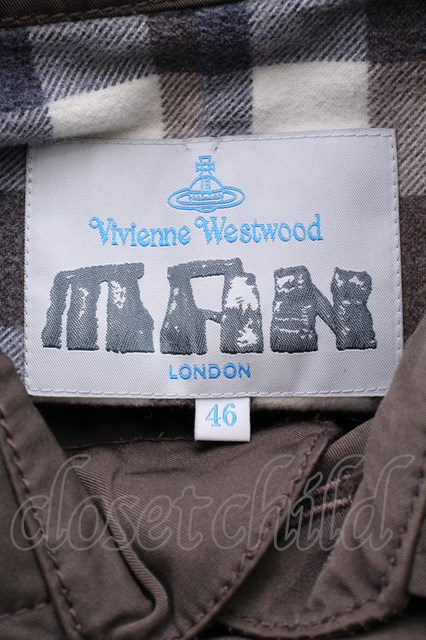 Vivienne Westwood
MAN
LONDON
46
closet child